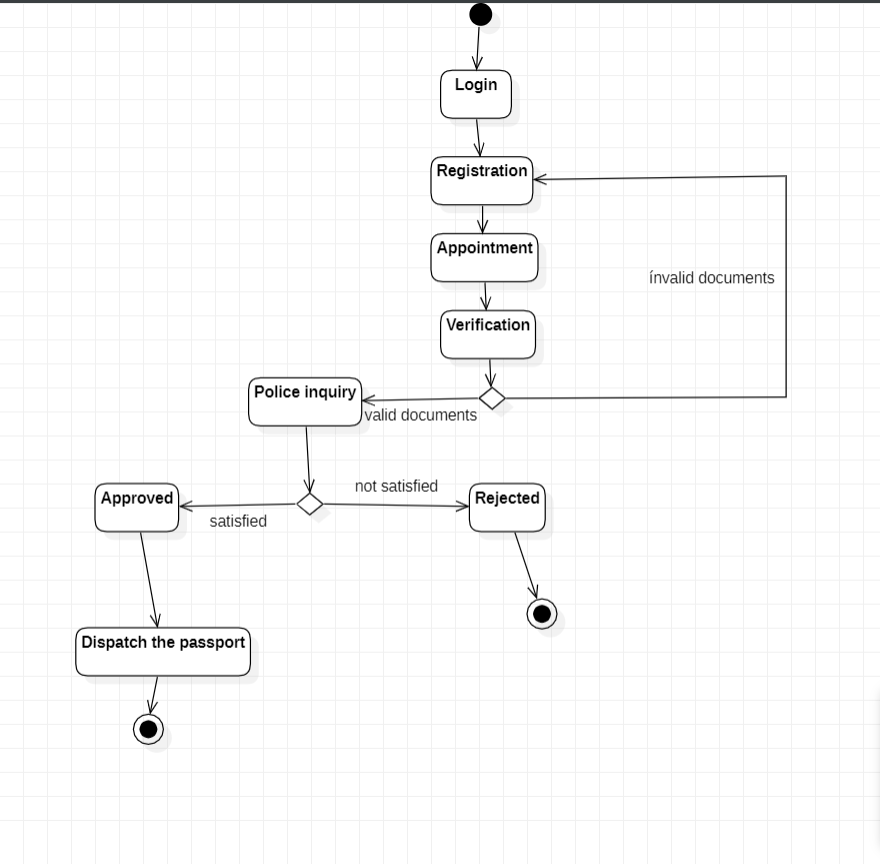 Login
Registration
Appointment
ínvalid documents
Verification
Police inquiry
valid documents
not satisfied
Approved
Rejected
satisfied
Dispatch the passport